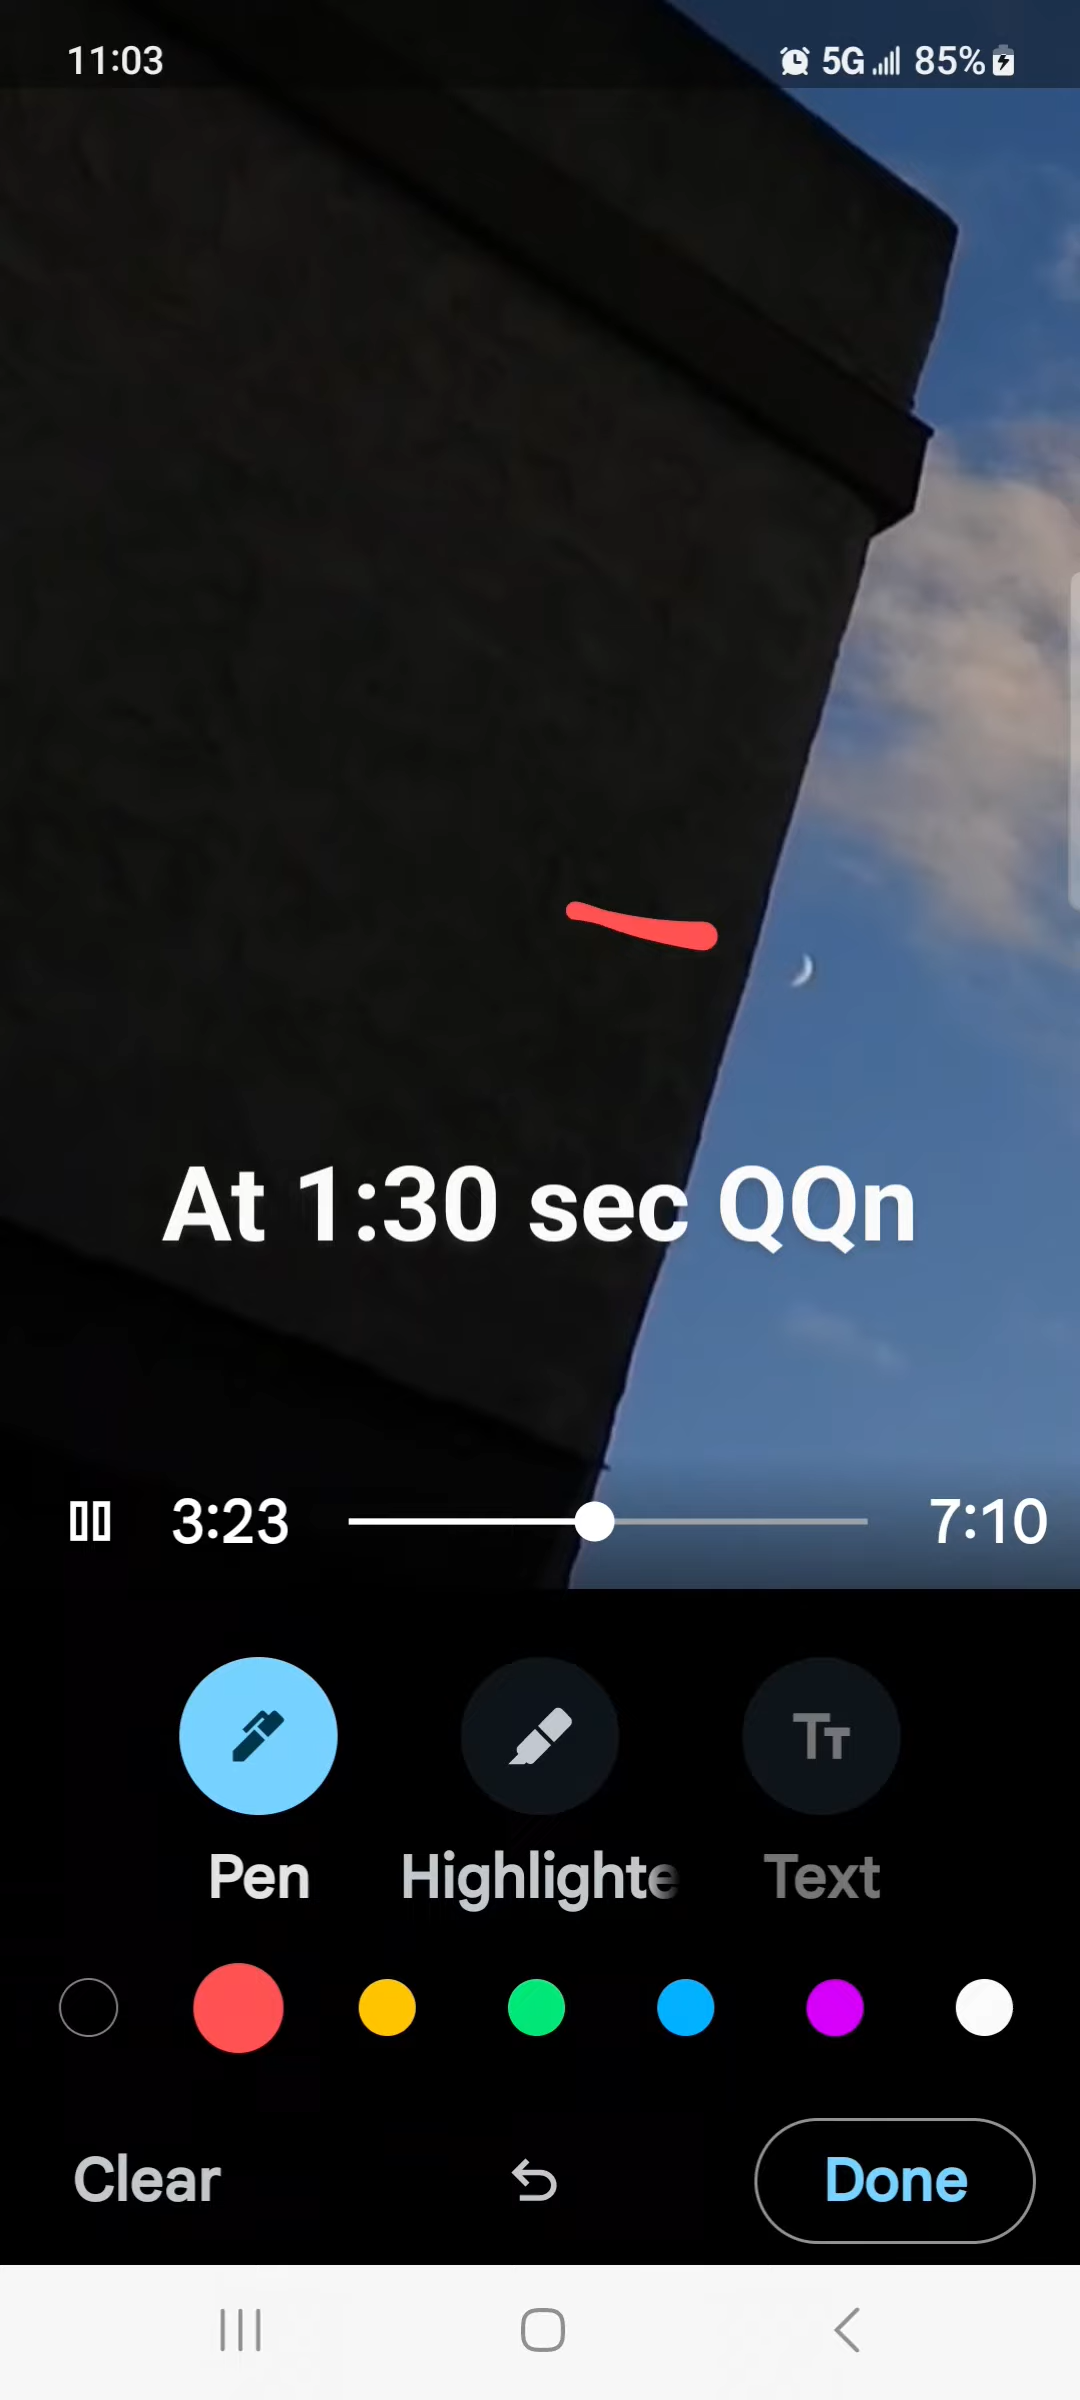 11:03 5G 85%
At 1:30 sec QQn
3:23 7:10
Pen Highlighte Text
Clear Done